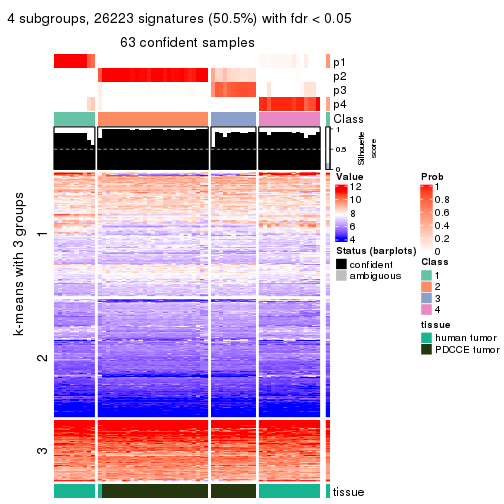 4 subgroups, 26223 signatures (50.5%) with fdr < 0.05
63 confident samples
p1
p2
p3
p4
Class
1
0.5
0
Silhouette
score
k-means with 3 groups
1
2
3
tissue
Value
12
10
8
6
4
Status (barplots)
confident
ambiguous
Prob
1
0.8
0.6
0.4
0.2
0
Class
1
2
3
4
tissue
human tumor
PDCCE tumor